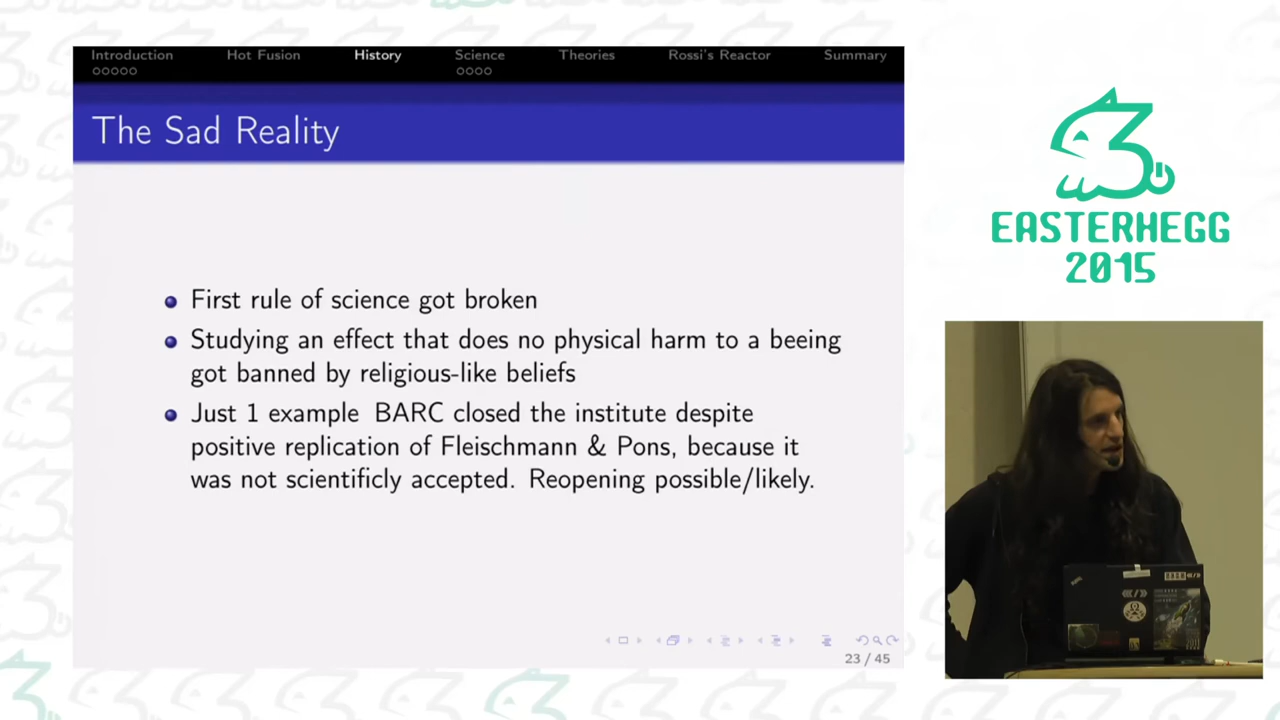 Introduction Hot Fusion History Science Theories Rossi's Reactor Summary
The Sad Reality
First rule of science got broken
Studying an effect that does no physical harm to a beeing
got banned by religious-like beliefs
Just 1 example BARC closed the institute despite
positive replication of Fleischmann & Pons, because it
was not scientificly accepted. Reopening possible/likely.
23 / 45
EASTERHEGG
2015